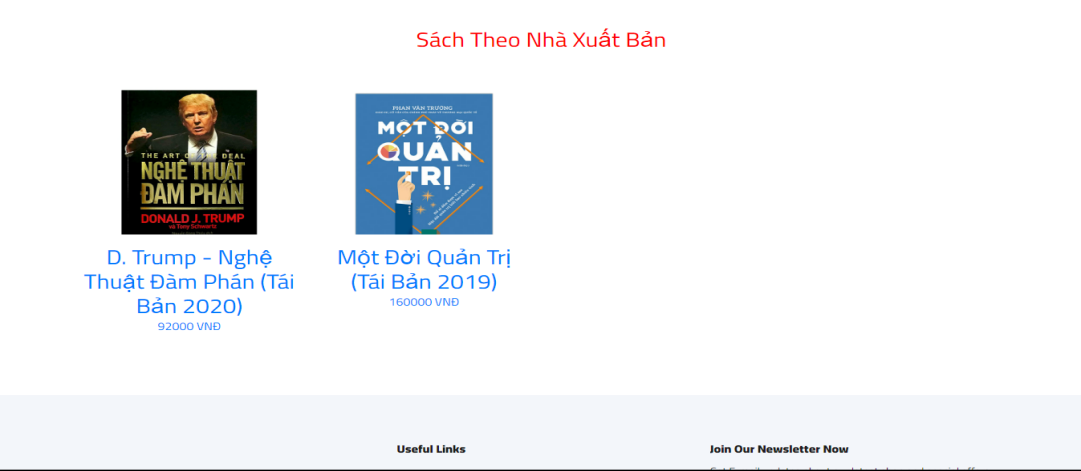 Sách Theo Nhà Xuất Bản
THE ART OF THE DEAL
NGHỆ THUẬT
ĐÀM PHÁN
DONALD J. TRUMP
và Tony Schwartz
PHAN VĂN TRƯỜNG
MỘT ĐỜI
QUẢN
TRỊ
D. Trump - Nghệ
Thuật Đàm Phán (Tái
Bản 2020)
92000 VNĐ
Một Đời Quản Trị
(Tái Bản 2019)
160000 VNĐ
Useful Links
Join Our Newsletter Now